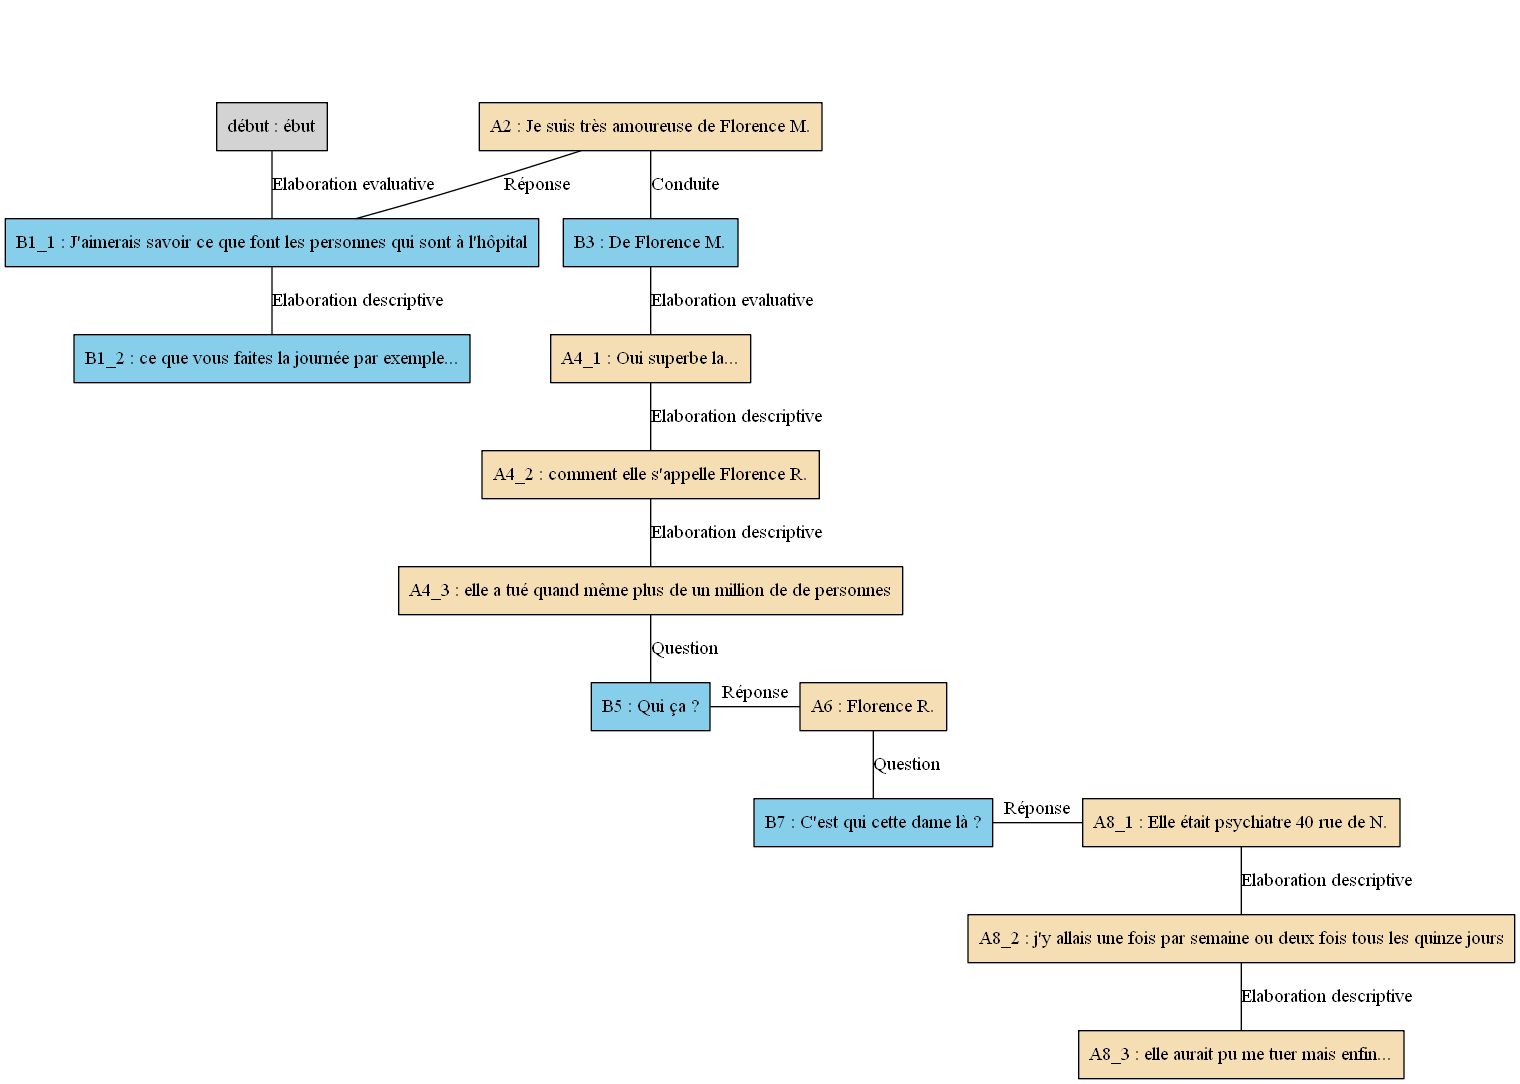 début : ébut
A2 : Je suis très amoureuse de Florence M.
Elaboration evaluative
Réponse
Conduite
B1_1 : J'aimerais savoir ce que font les personnes qui sont à l'hôpital
B3 : De Florence M.
Elaboration descriptive
Elaboration evaluative
B1_2 : ce que vous faites la journée par exemple...
A4_1 : Oui superbe la...
Elaboration descriptive
A4_2 : comment elle s'appelle Florence R.
Elaboration descriptive
A4_3 : elle a tué quand même plus de un million de de personnes
Question
B5 : Qui ça ?
Réponse
A6 : Florence R.
Question
B7 : C'est qui cette dame là ?
Réponse
A8_1 : Elle était psychiatre 40 rue de N.
Elaboration descriptive
A8_2 : j'y allais une fois par semaine ou deux fois tous les quinze jours
Elaboration descriptive
A8_3 : elle aurait pu me tuer mais enfin...